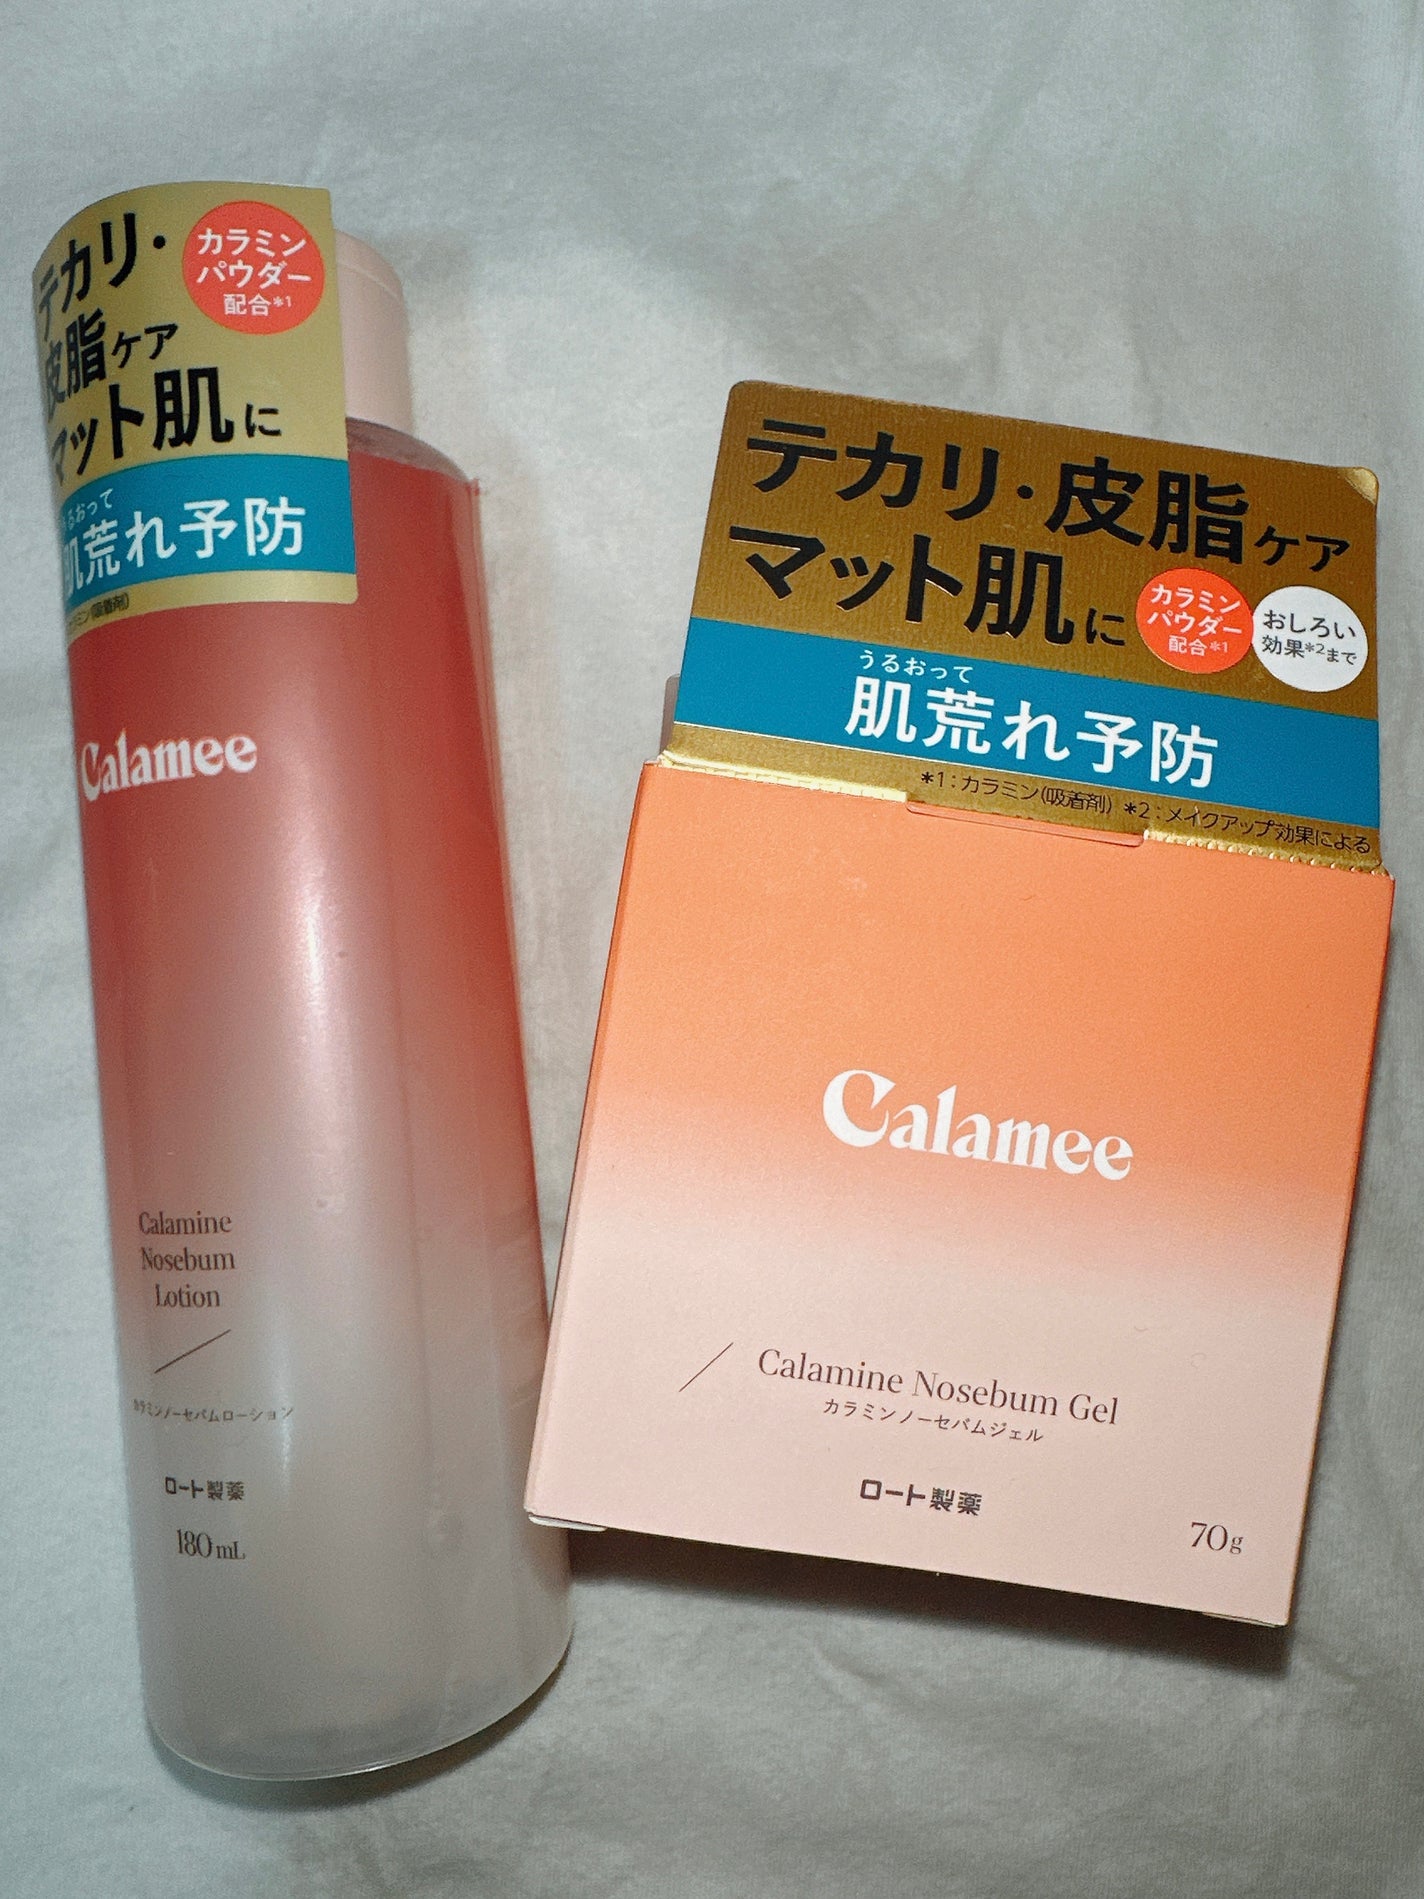 テカリ・
皮脂ケア
マット肌に
カラミン
パウダー
配合*1
うるおって
肌荒れ予防
ラミン(吸着剤)
Calamee
Calamine
Nosebum
Lotion
カラミンノーセバムローション
ロート製薬
180mL
テカリ・皮脂ケア
マット肌に
カラミン
パウダー
配合*1
おしろい
効果*2まで
うるおって
肌荒れ予防
*1:カラミン(吸着剤) *2:メイクアップ効果による
Calamee
Calamine Nosebum Gel
カラミンノーセバムジェル
ロート製薬
70g